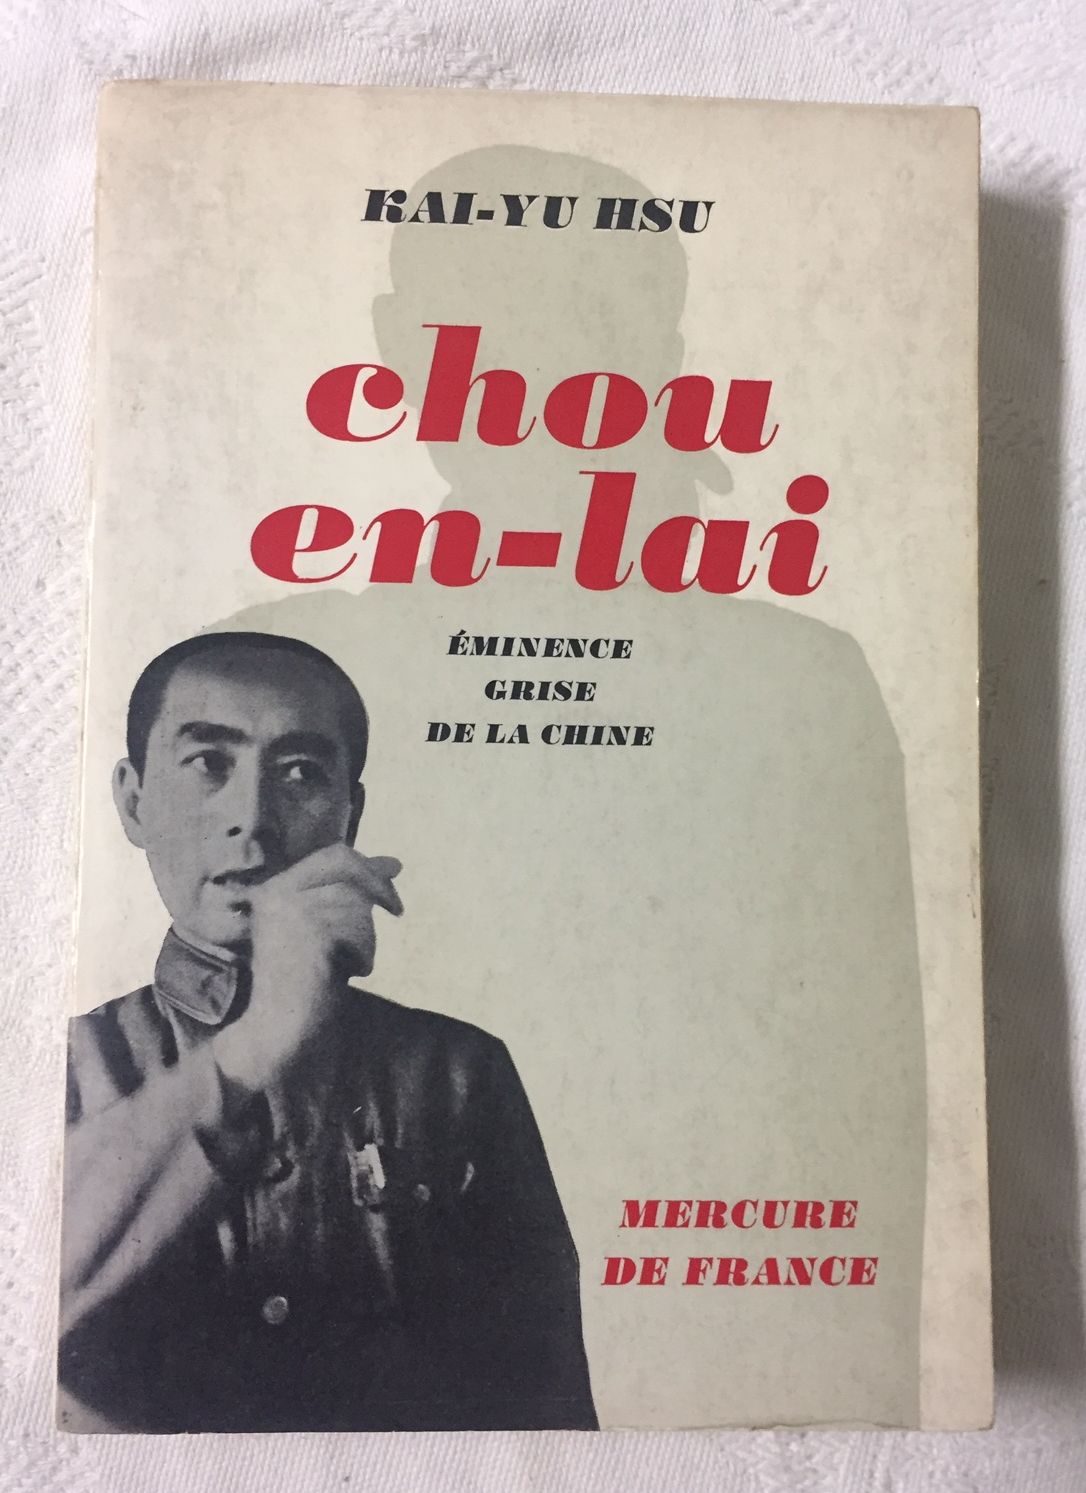 KAI-YU HSU
chou
en-lai
ÉMINENCE
GRISE
DE LA CHINE
MERCURE
DE FRANCE